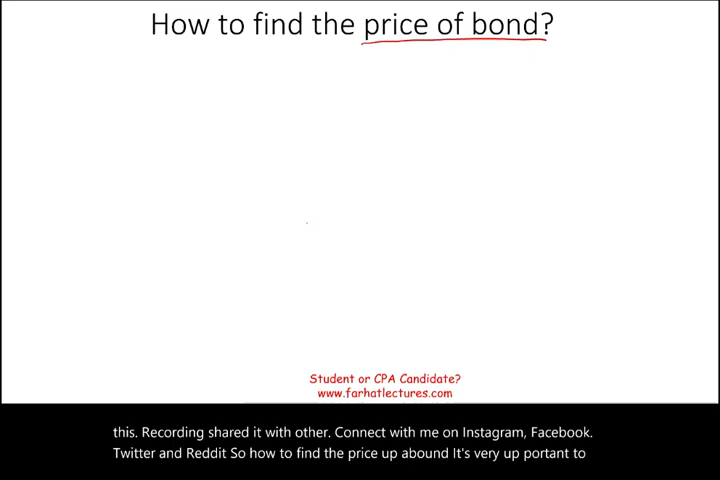 How to find the price of bond?
Student or CPA Candidate?
www.farhatlectures.com
this. Recording shared it with other. Connect with me on Instagram, Facebook.
Twitter and Reddit So how to find the price up abound It's very up portant to